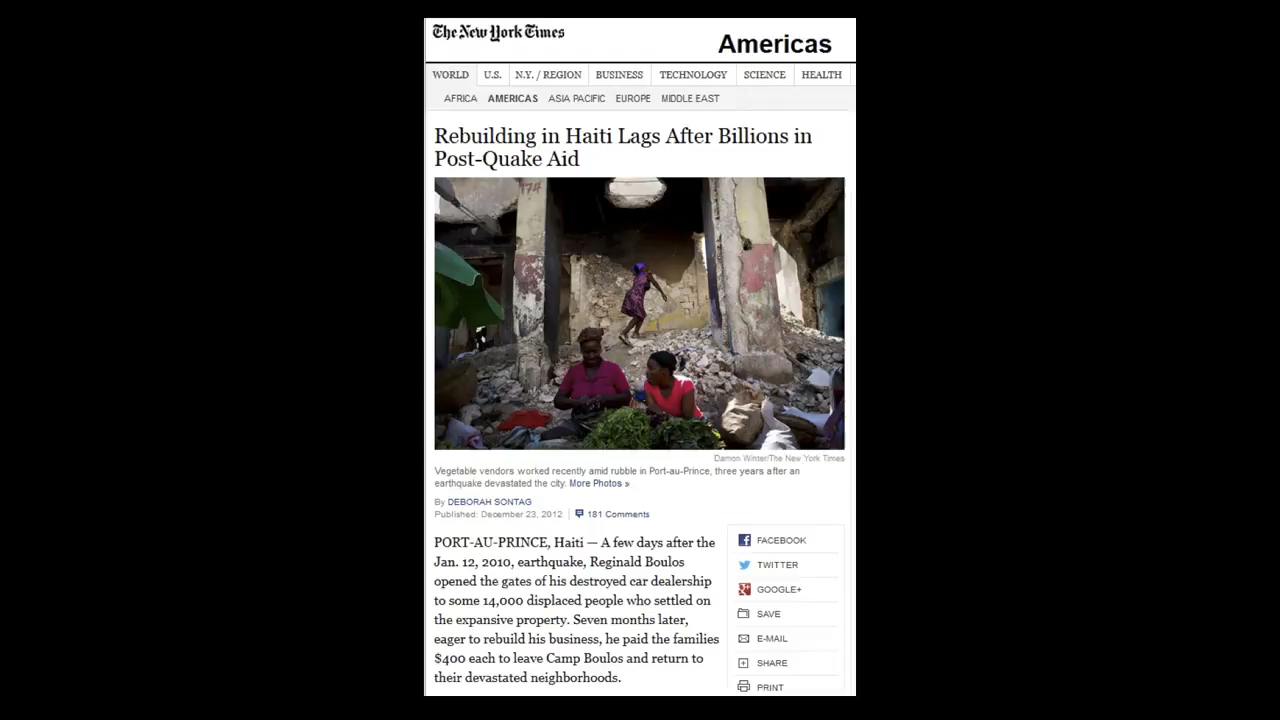 The New York Times
Americas
WORLD U.S. N.Y. / REGION BUSINESS TECHNOLOGY SCIENCE HEALTH
AFRICA AMERICAS ASIA PACIFIC EUROPE MIDDLE EAST
Rebuilding in Haiti Lags After Billions in
Post-Quake Aid
174
Damon Winter/The New York Times
Vegetable vendors worked recently amid rubble in Port-au-Prince, three years after an
earthquake devastated the city. More Photos »
By DEBORAH SONTAG
Published: December 23, 2012 181 Comments
PORT-AU-PRINCE, Haiti — A few days after the
Jan. 12, 2010, earthquake, Reginald Boulos
opened the gates of his destroyed car dealership
to some 14,000 displaced people who settled on
the expansive property. Seven months later,
eager to rebuild his business, he paid the families
$400 each to leave Camp Boulos and return to
their devastated neighborhoods.
FACEBOOK
TWITTER
GOOGLE+
SAVE
E-MAIL
SHARE
PRINT